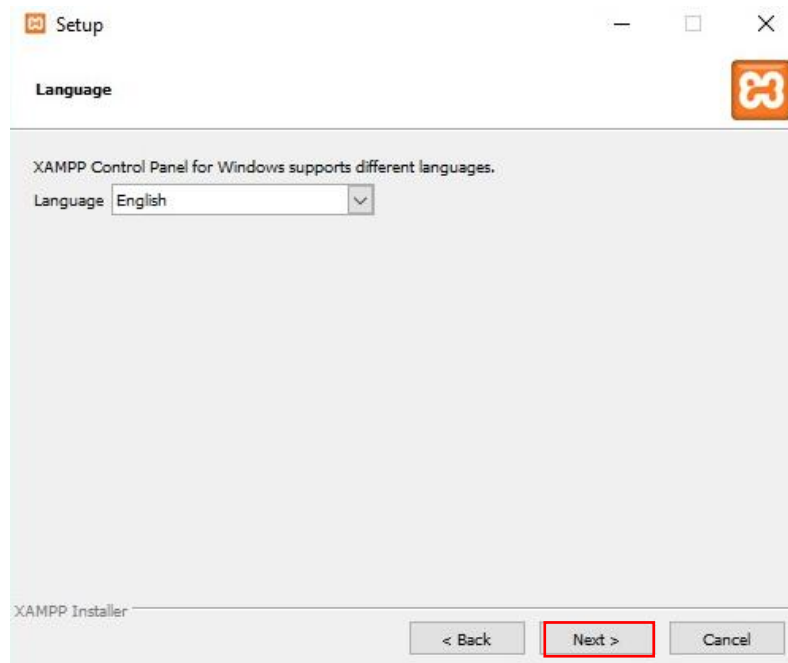 Setup
Language
XAMPP Control Panel for Windows supports different languages.
Language English
XAMPP Installer
< Back Next > Cancel